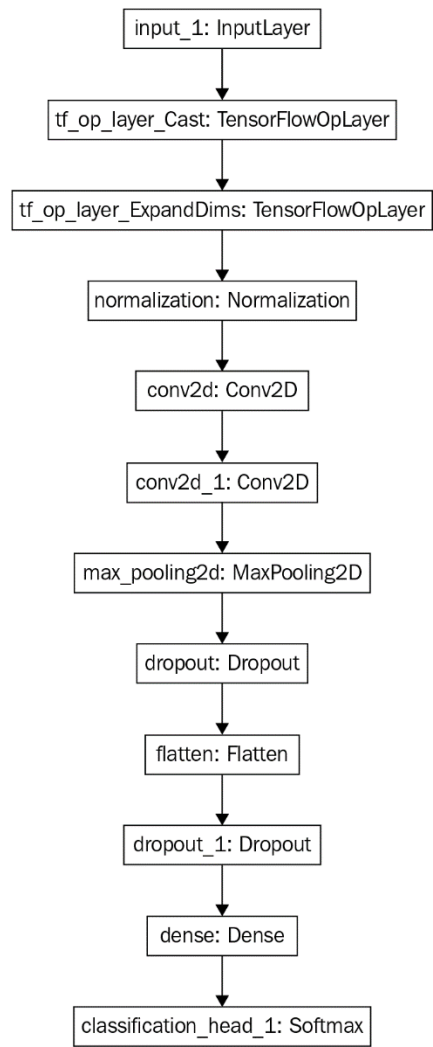 input_1: InputLayer
tf_op_layer_Cast: TensorFlowOpLayer
tf_op_layer_ExpandDims: TensorFlowOpLayer
normalization: Normalization
conv2d: Conv2D
conv2d_1: Conv2D
max_pooling2d: MaxPooling2D
dropout: Dropout
flatten: Flatten
dropout_1: Dropout
dense: Dense
classification_head_1: Softmax